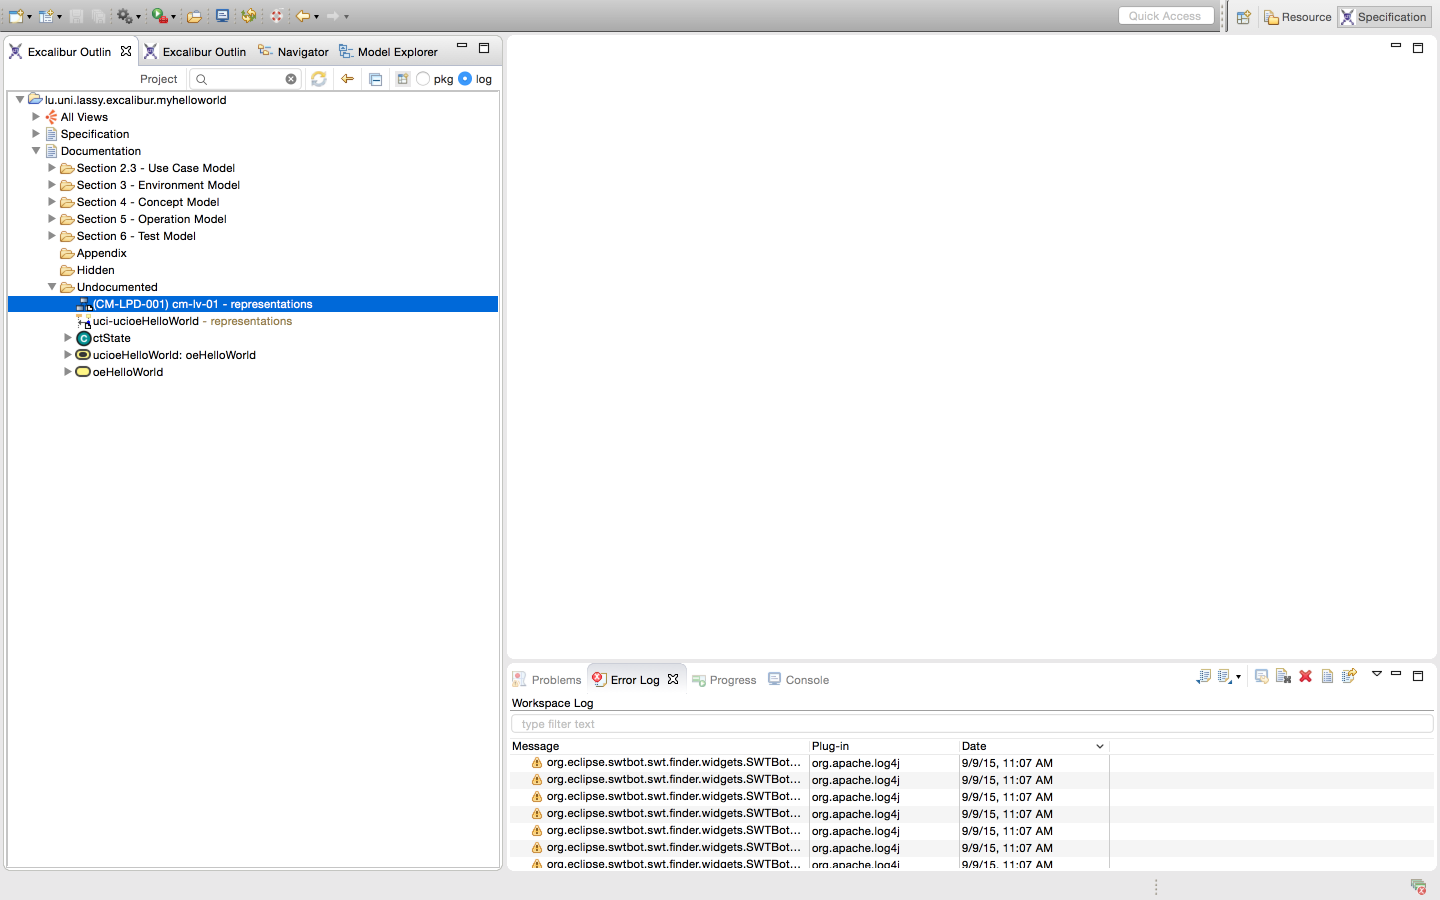 Quick Access
Resource
Specification
Excalibur Outlin
Excalibur Outlin
Navigator
Model Explorer
Project
pkg
log
lu.uni.lassy.excalibur.myhelloworld
All Views
Specification
Documentation
Section 2.3 - Use Case Model
Section 3 - Environment Model
Section 4 - Concept Model
Section 5 - Operation Model
Section 6 - Test Model
Appendix
Hidden
Undocumented
(CM-LPD-001) cm-lv-01 - representations
uci-ucioeHelloWorld - representations
ctState
ucioeHelloWorld: oeHelloWorld
oeHelloWorld
Problems
Error Log
Progress
Console
Workspace Log
type filter text
Message Plug-in Date
org.eclipse.swtbot.swt.finder.widgets.SWTBot... org.apache.log4j 9/9/15, 11:07 AM
org.eclipse.swtbot.swt.finder.widgets.SWTBot... org.apache.log4j 9/9/15, 11:07 AM
org.eclipse.swtbot.swt.finder.widgets.SWTBot... org.apache.log4j 9/9/15, 11:07 AM
org.eclipse.swtbot.swt.finder.widgets.SWTBot... org.apache.log4j 9/9/15, 11:07 AM
org.eclipse.swtbot.swt.finder.widgets.SWTBot... org.apache.log4j 9/9/15, 11:07 AM
org.eclipse.swtbot.swt.finder.widgets.SWTBot... org.apache.log4j 9/9/15, 11:07 AM
org.eclipse.swtbot.swt.finder.widgets.SWTBot... org.apache.log4j 9/9/15, 11:07 AM